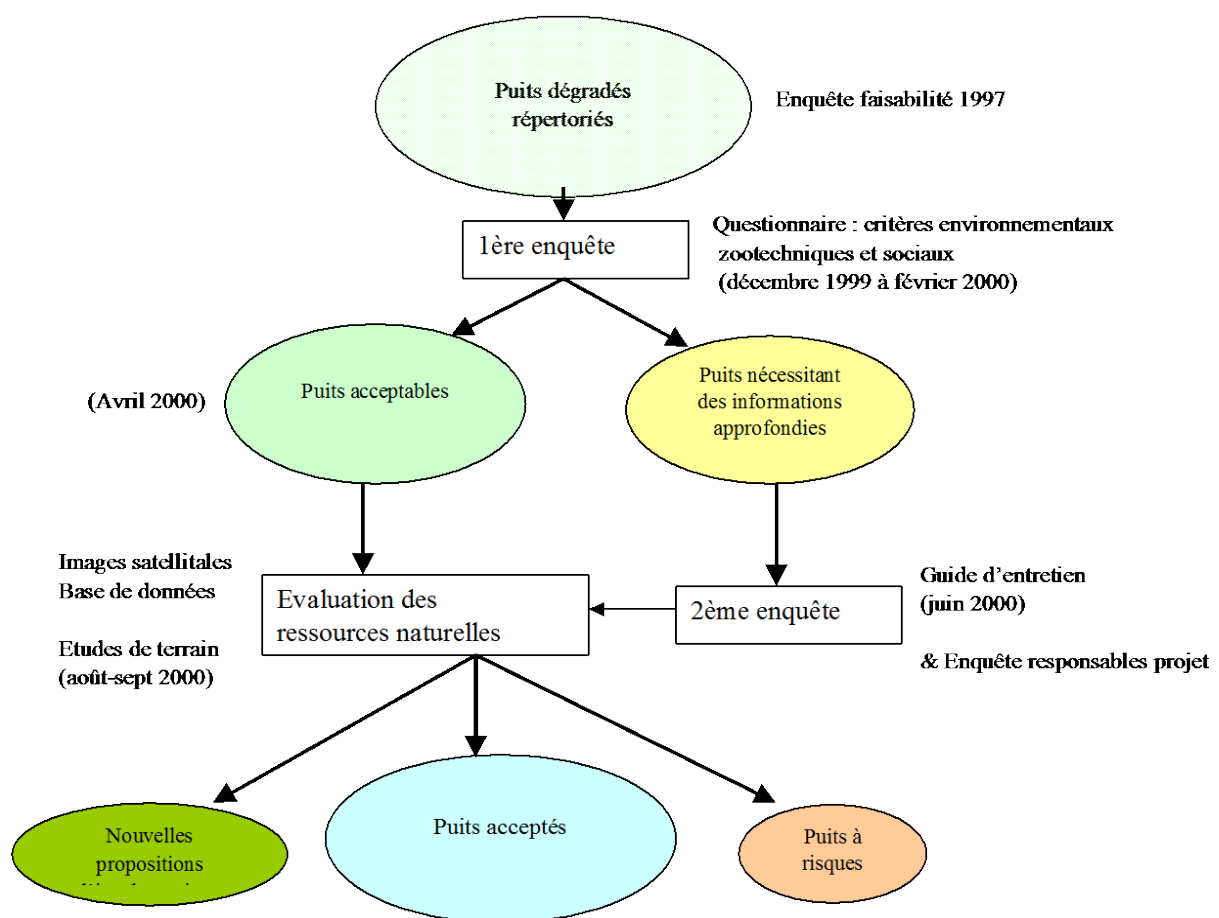 Puits dégradés
répertoriés
Enquête faisabilité 1997
1ère enquête
Questionnaire : critères environnementaux
zootechniques et sociaux
(décembre 1999 à février 2000)
Puits acceptables
(Avril 2000)
Puits nécessitant
des informations
approfondies
Images satellitales
Base de données
Etudes de terrain
(août-sept 2000)
Evaluation des
ressources naturelles
2ème enquête
Guide d’entretien
(juin 2000)
& Enquête responsables projet
Nouvelles
propositions
Puits acceptés
Puits à
risques